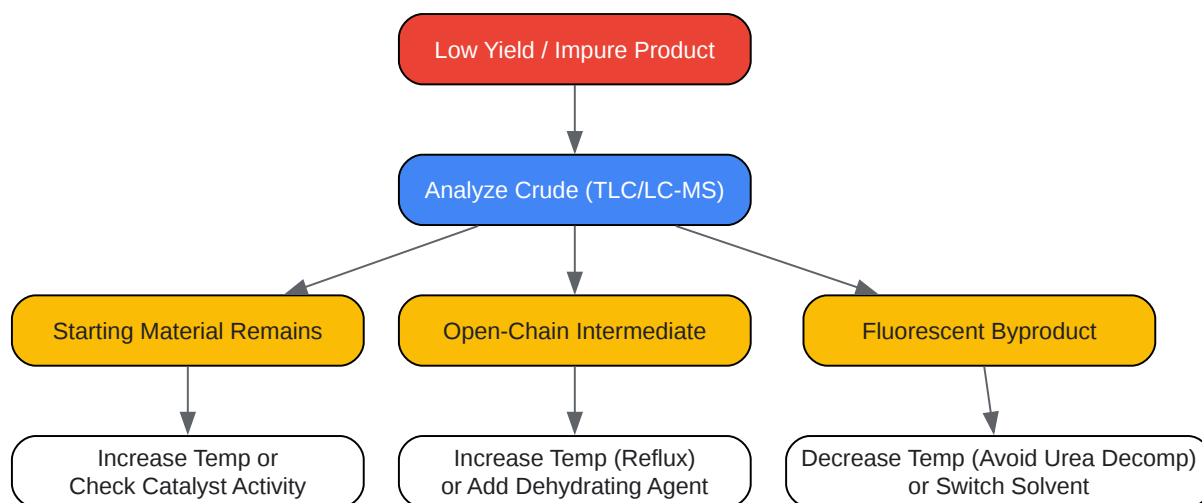 Low Yield / Impure Product
Analyze Crude (TLC/LC-MS)
Starting Material Remains
Open-Chain Intermediate
Fluorescent Byproduct
Increase Temp or
Check Catalyst Activity
Increase Temp (Reflux)
or Add Dehydrating Agent
Decrease Temp (Avoid Urea Decomp)
or Switch Solvent